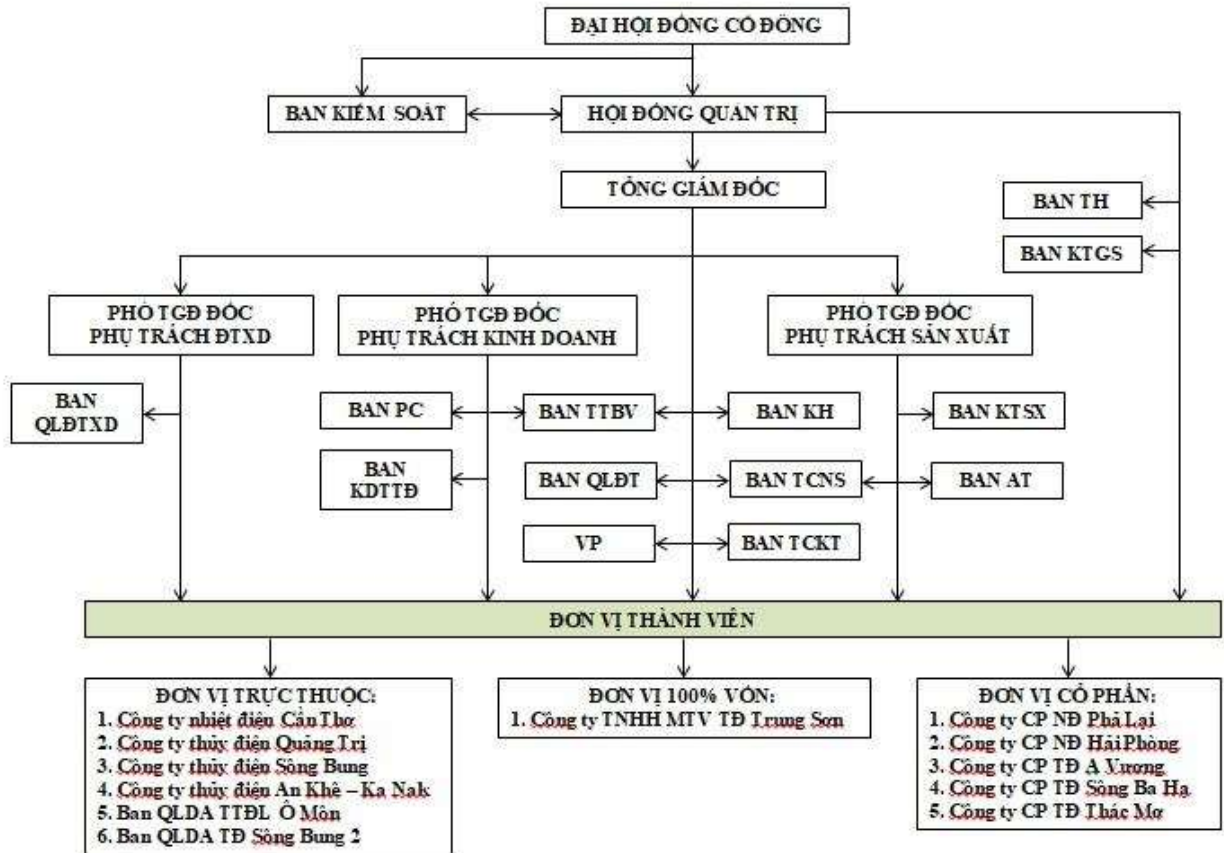 ĐẠI HỘI ĐỒNG CỔ ĐÔNG
BAN KIỂM SOÁT
HỘI ĐỒNG QUẢN TRỊ
TỔNG GIÁM ĐỐC
BAN TH
BAN KTGS
PHÓ TGĐ ĐỐC
PHỤ TRÁCH ĐTXD
PHÓ TGĐ ĐỐC
PHỤ TRÁCH KINH DOANH
PHÓ TGĐ ĐỐC
PHỤ TRÁCH SẢN XUẤT
BAN
QLĐTXD
BAN PC
BAN TTBV
BAN KH
BAN KTSX
BAN
KDTTĐ
BAN QLĐT
BAN TCNS
BAN AT
VP
BAN TCKT
ĐƠN VỊ THÀNH VIÊN
ĐƠN VỊ TRỰC THUỘC:
1. Công ty nhiệt điện Cần Thơ
2. Công ty thủy điện Quảng Trị
3. Công ty thủy điện Sông Bung
4. Công ty thủy điện An Khê – Ka Nak
5. Ban QLDA TTĐL Ô Môn
6. Ban QLDA TĐ Sông Bung 2
ĐƠN VỊ 100% VỐN:
1. Công ty TNHH MTV TĐ Trung Sơn
ĐƠN VỊ CỔ PHẦN:
1. Công ty CP NĐ Phả Lại
2. Công ty CP NĐ Hải Phòng
3. Công ty CP TĐ A Vương
4. Công ty CP TĐ Sông Ba Hạ
5. Công ty CP TĐ Thác Mơ